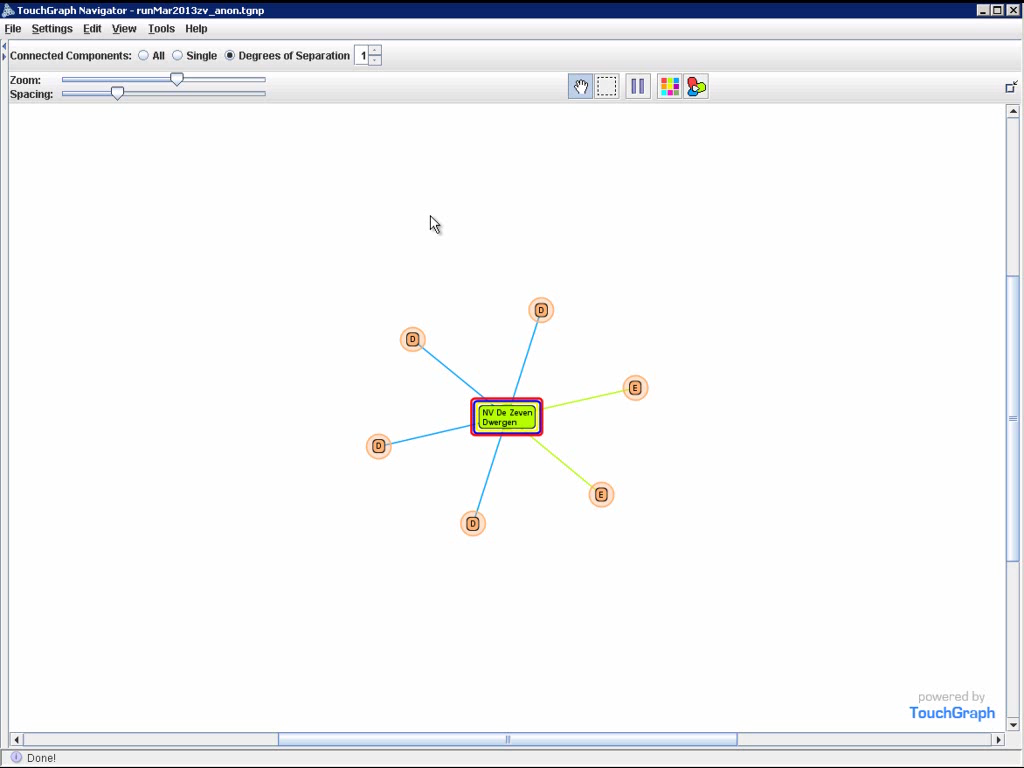 TouchGraph Navigator - runMar2013zv_anon.tgnp
File Settings Edit View Tools Help
Connected Components: All Single Degrees of Separation 1
Zoom:
Spacing:
D
D
E
NV De Zeven
Dwergen
D
E
D
powered by
TouchGraph
Done!